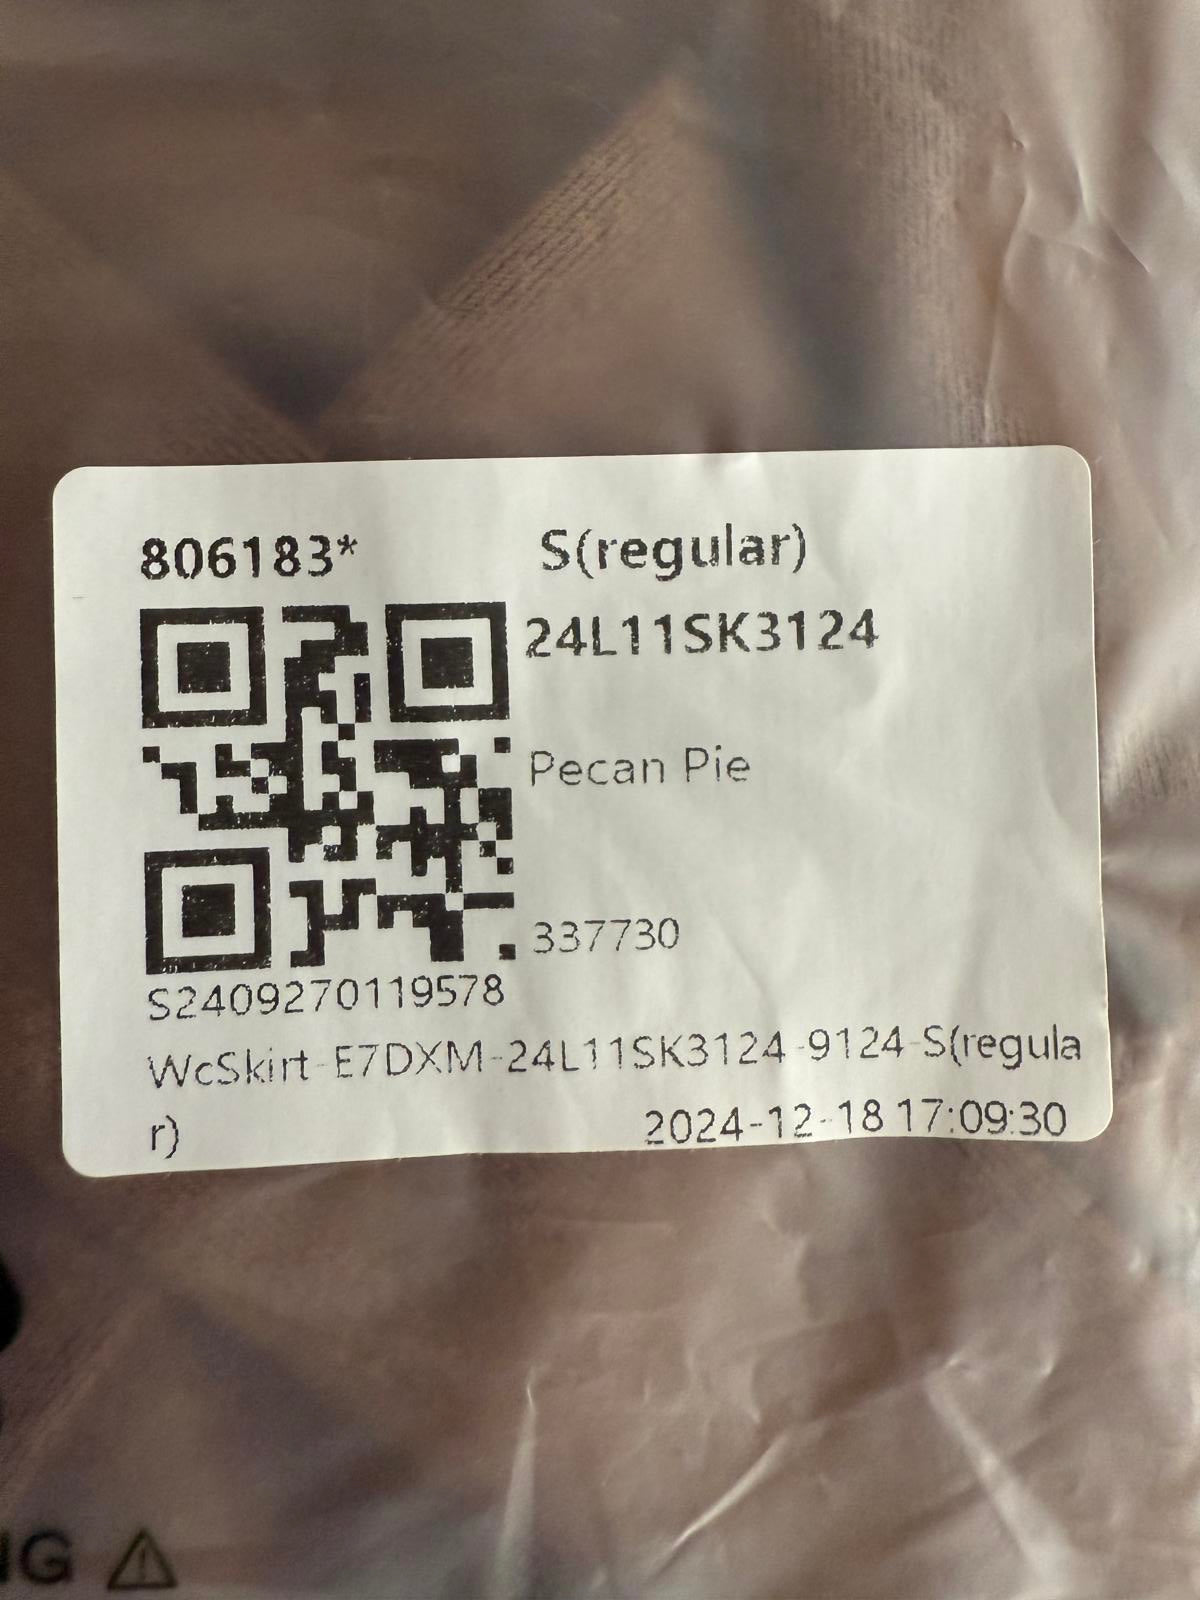 806183* S(regular)
24L11SK3124
Pecan Pie
337730
S2409270119578
WcSkirt-E7DXM-24L11SK3124-9124-S(regula
r) 2024-12-18 17:09:30